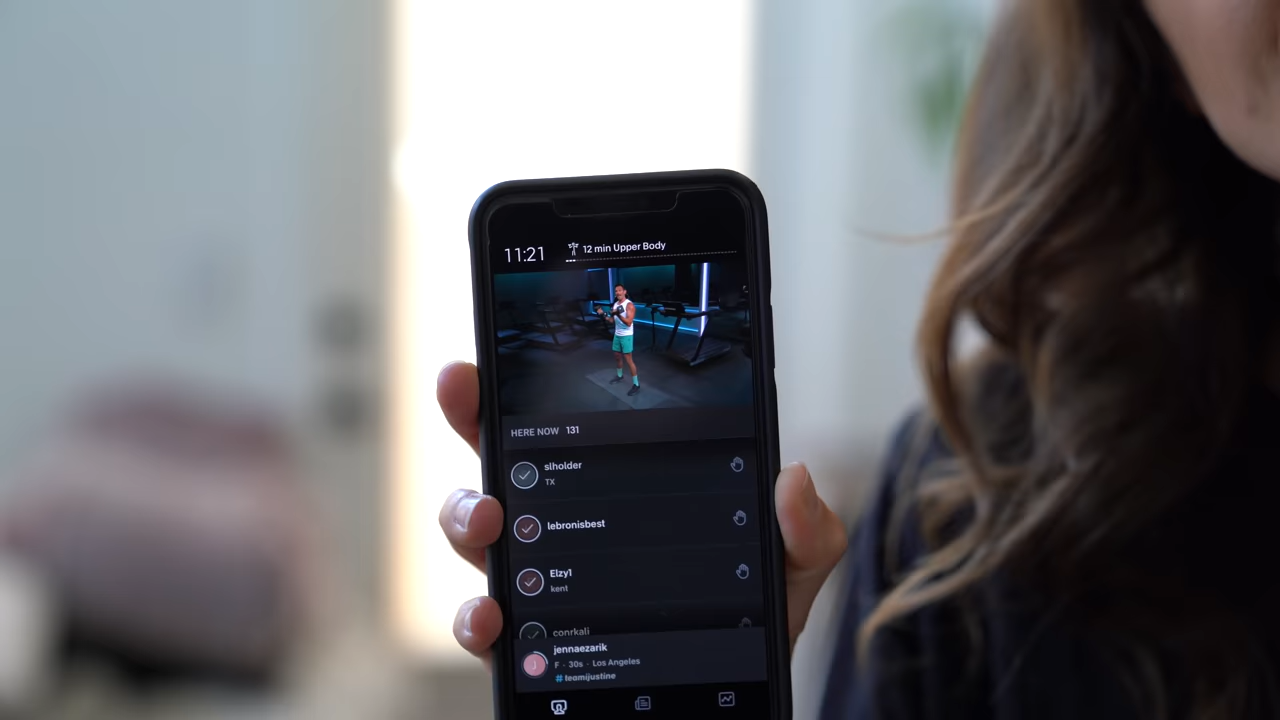 11:21
12 min Upper Body
HERE NOW 131
slholder
TX
lebronisbest
Elzy1
kent
conrkali
jennaezarik
J
F · 30s · Los Angeles
# teamijustine